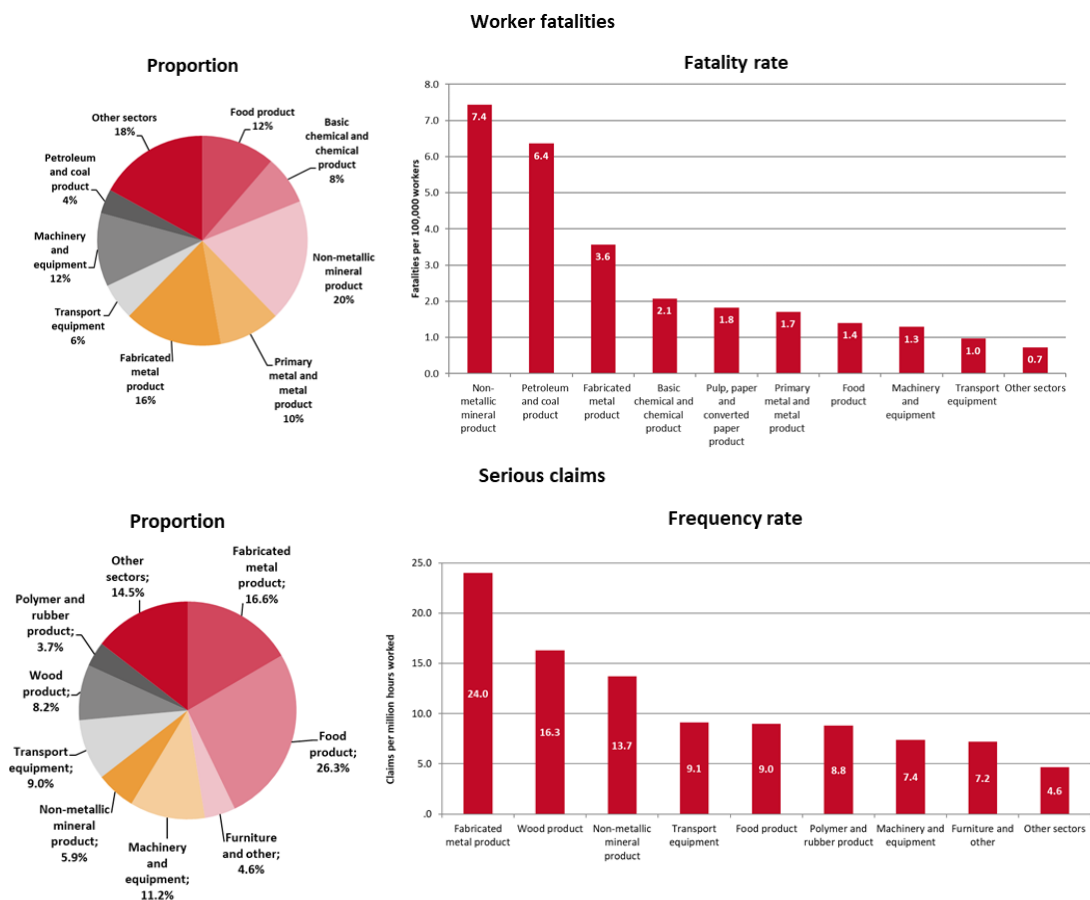 Worker fatalities
Proportion
Other sectors
18%
Food product
12%
Basic
chemical and
chemical
product
8%
Non-metallic
mineral
product
20%
Primary
metal and
metal
product
10%
Fabricated
metal
product
16%
Transport
equipment
6%
Machinery
and
equipment
12%
Petroleum
and coal
product
4%
Fatality rate
Fatalities per 100,000 workers
8.0
7.0
6.0
5.0
4.0
3.0
2.0
1.0
0.0
7.4
6.4
3.6
2.1
1.8
1.7
1.4
1.3
1.0
0.7
Non-
metallic
mineral
product
Petroleum
and coal
product
Fabricated
metal
product
Basic
chemical and
chemical
product
Pulp, paper
and
converted
paper
product
Primary
metal and
metal
product
Food
product
Machinery
and
equipment
Transport
equipment
Other sectors
Serious claims
Proportion
Other
sectors;
14.5%
Fabricated
metal
product;
16.6%
Food
product;
26.3%
Furniture
and other;
4.6%
Machinery
and
equipment;
11.2%
Non-metallic
mineral
product;
5.9%
Transport
equipment;
9.0%
Wood
product;
8.2%
Polymer and
rubber
product;
3.7%
Frequency rate
Claims per million hours worked
25.0
20.0
15.0
10.0
5.0
.0
24.0
16.3
13.7
9.1
9.0
8.8
7.4
7.2
4.6
Fabricated
metal product
Wood product
Non-metallic
mineral
product
Transport
equipment
Food product
Polymer and
rubber product
Machinery and
equipment
Furniture and
other
Other sectors